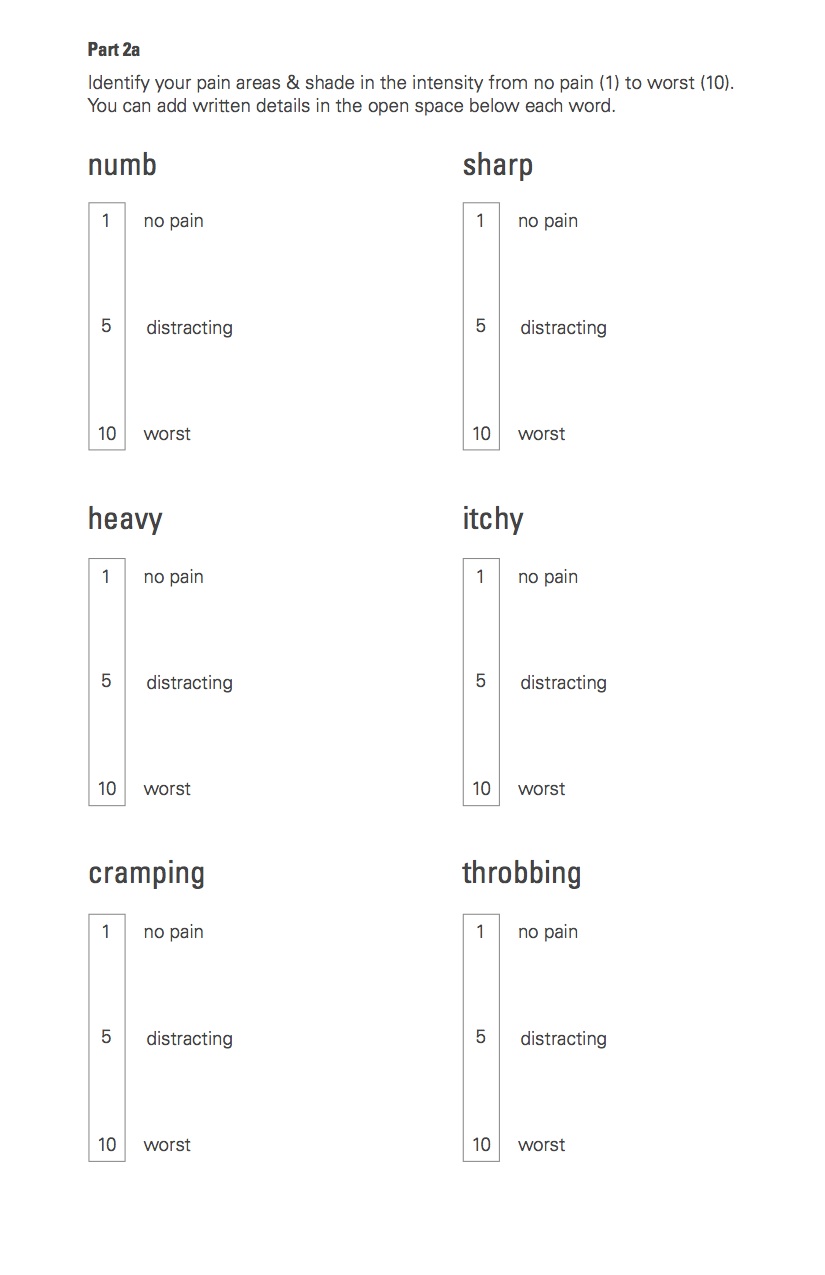 Part 2a
Identify your pain areas & shade in the intensity from no pain (1) to worst (10).
You can add written details in the open space below each word.
numb
1 no pain
5 distracting
10 worst
sharp
1 no pain
5 distracting
10 worst
heavy
1 no pain
5 distracting
10 worst
itchy
1 no pain
5 distracting
10 worst
cramping
1 no pain
5 distracting
10 worst
throbbing
1 no pain
5 distracting
10 worst